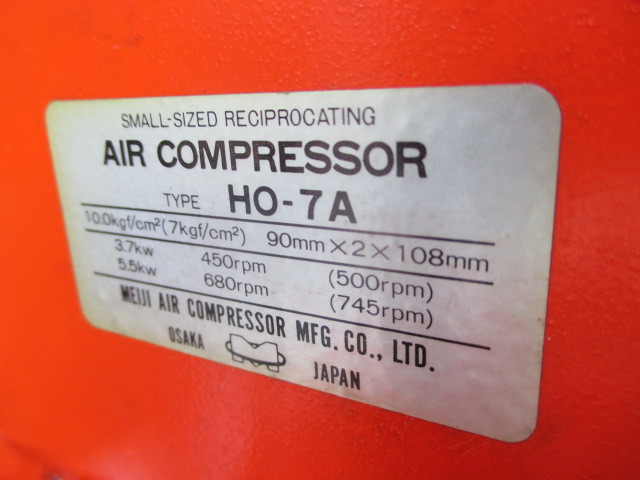 SMALL-SIZED RECIPROCATING
AIR COMPRESSOR
TYPE HO-7A
10.0kgf/cm² (7kgf/cm²) 90mm×2×108mm
3.7kw 450rpm (500rpm)
5.5kw 680rpm (745rpm)
MEIJI AIR COMPRESSOR MFG. CO., LTD.
OSAKA JAPAN